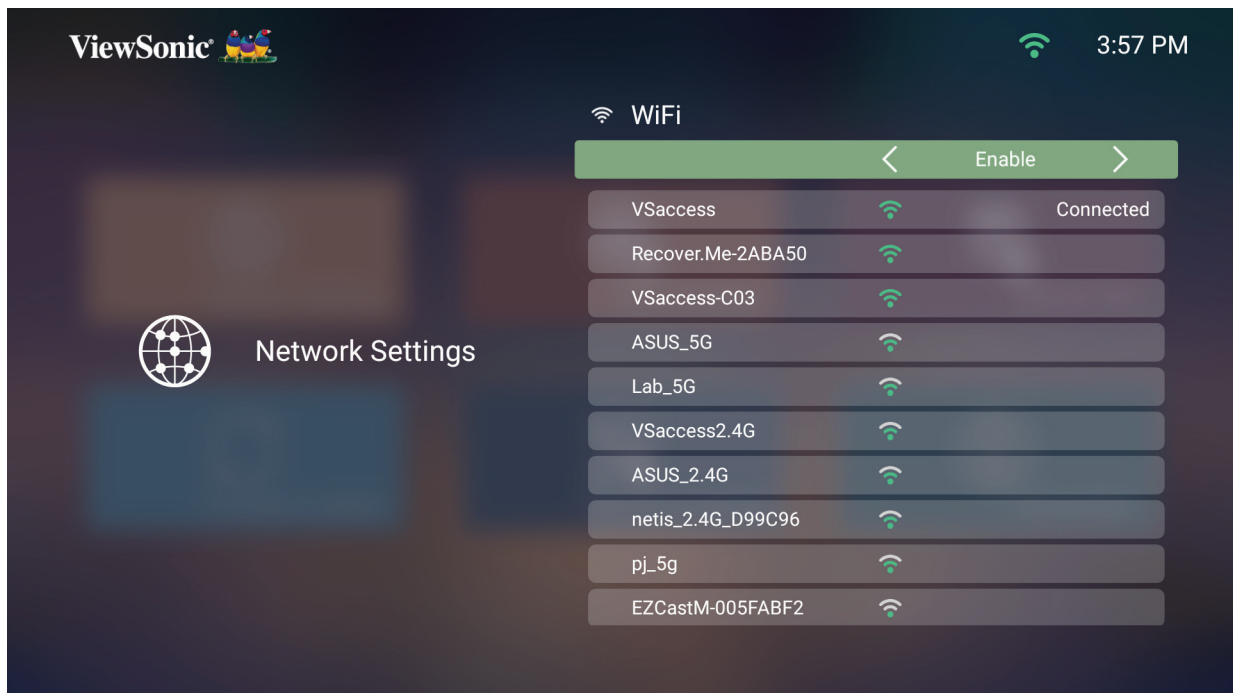 ViewSonic®
3:57 PM
WiFi
Enable
VSaccess Connected
Recover.Me-2ABA50
VSaccess-C03
ASUS_5G
Network Settings
Lab_5G
VSaccess2.4G
ASUS_2.4G
netis_2.4G_D99C96
pj_5g
EZCastM-005FABF2